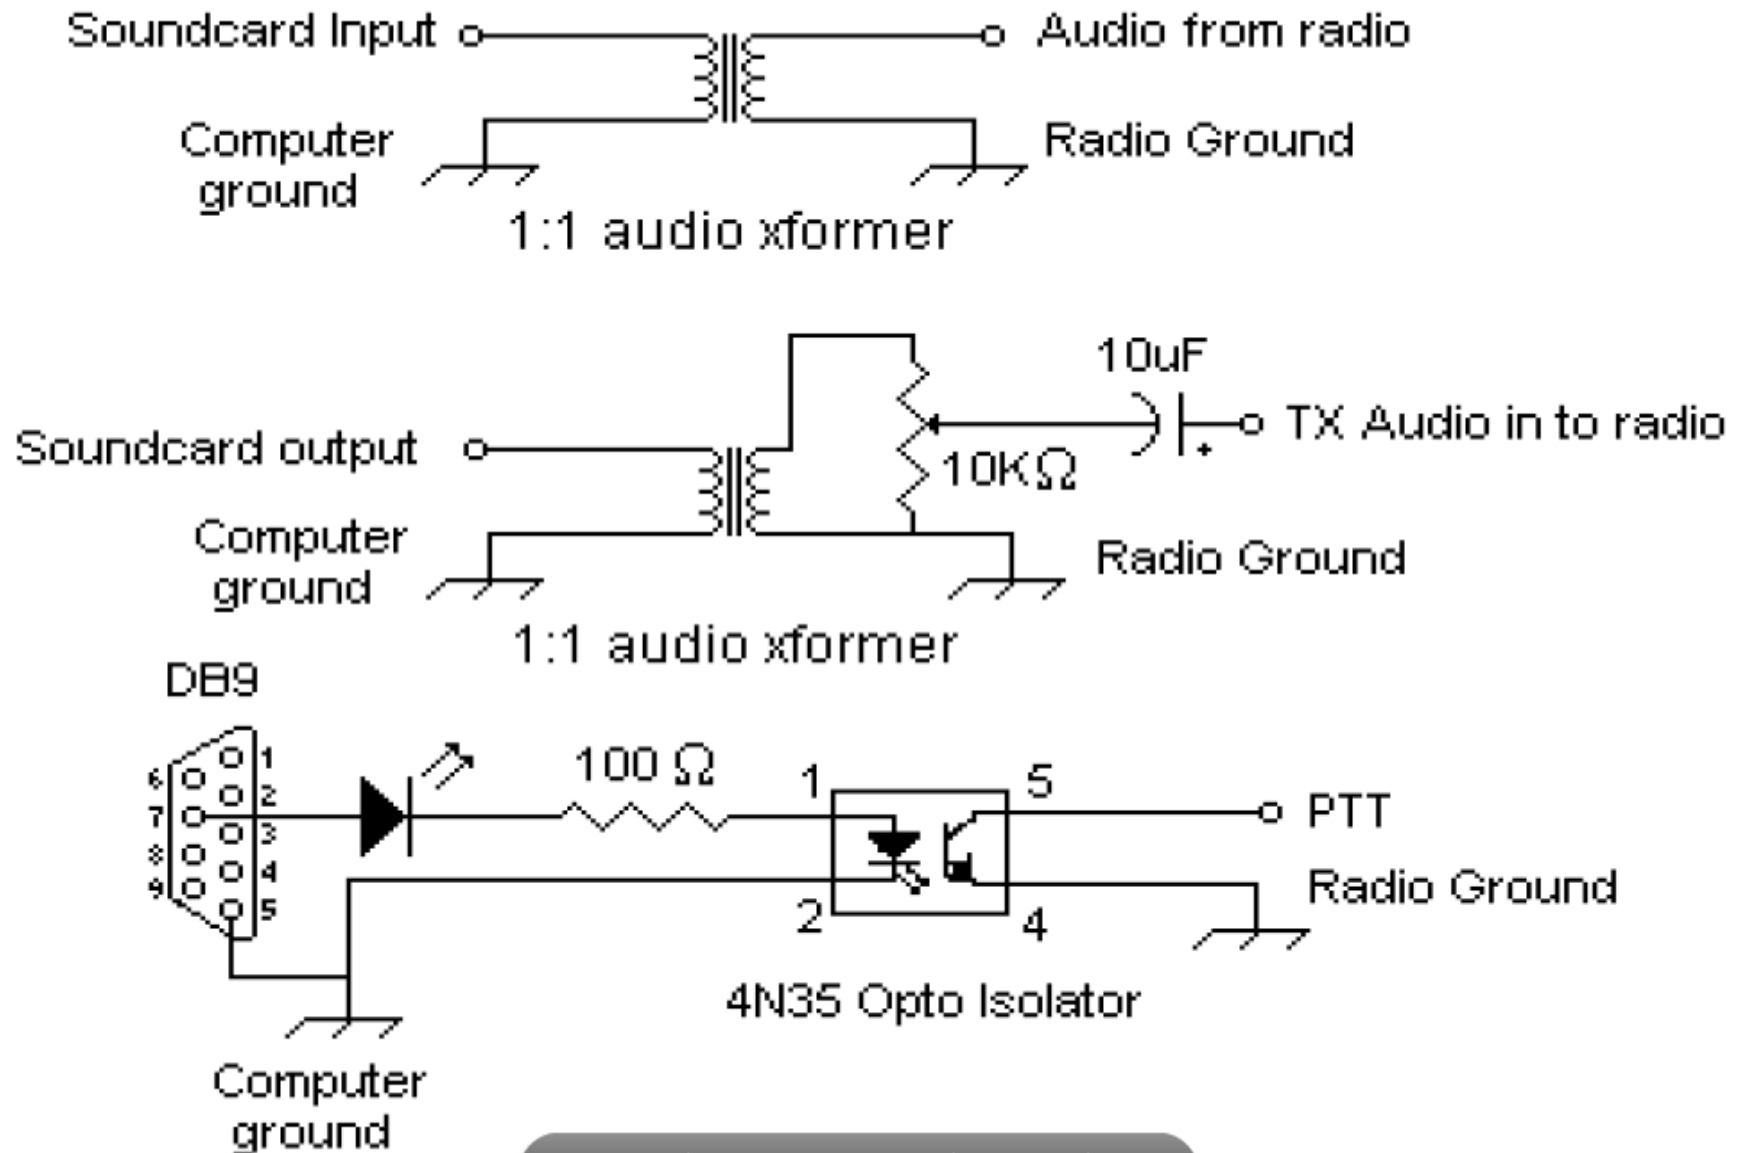 Soundcard Input
Audio from radio
Computer
ground
Radio Ground
1:1 audio xformer
10uF
TX Audio in to radio
Soundcard output
10KΩ
Computer
ground
Radio Ground
1:1 audio xformer
DB9
1
6
2
7
3
8
4
9
5
100 Ω
1
5
PTT
Radio Ground
2
4
4N35 Opto Isolator
Computer
ground